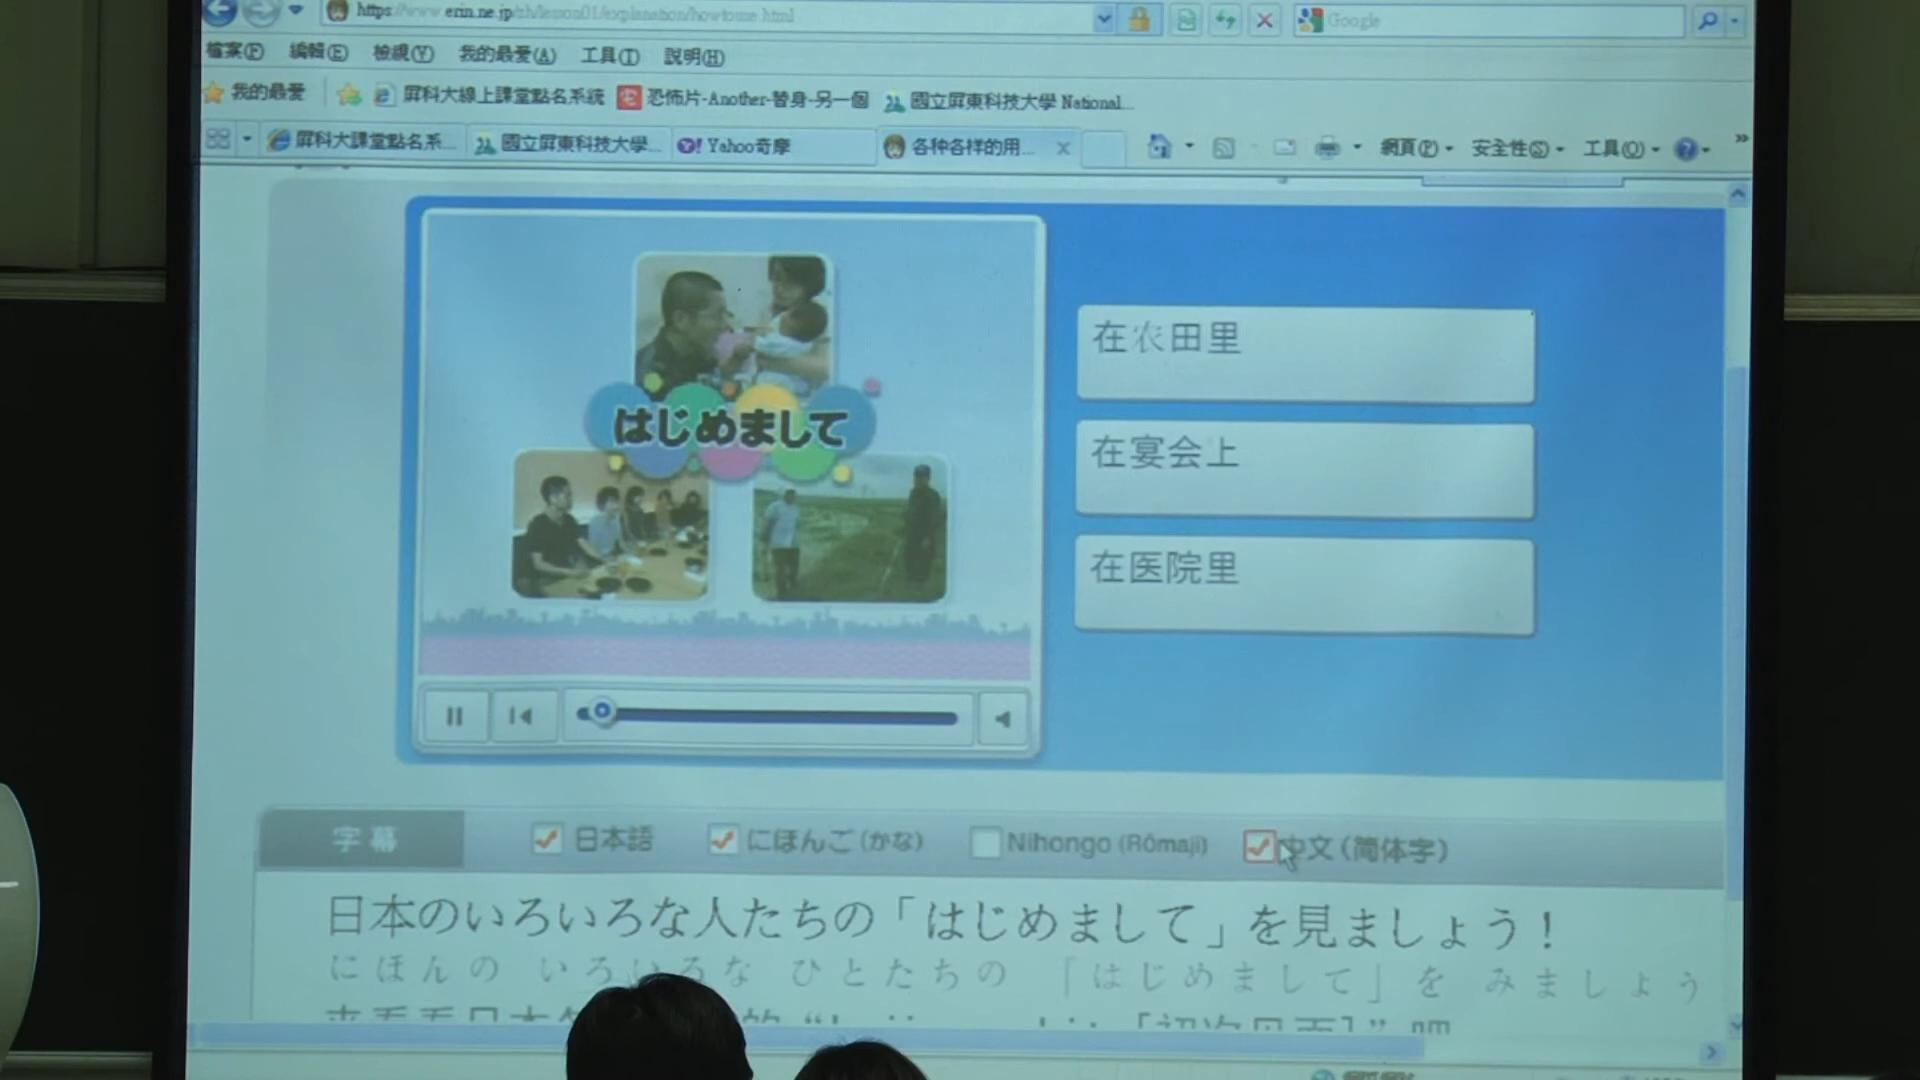 https://www.erin.ne.jp/zh/lesson01/explanation/howtouse.html
Google
檔案(F) 編輯(E) 檢視(V) 我的最愛(A) 工具(T) 説明(H)
我的最愛 屏科大線上課堂點名系統 恐怖片-Another-替身-另一個 國立屏東科技大學 National...
屏科大課堂點名系... 國立屏東科技大學... Yahoo奇摩 各种各样的用... 網頁(P) 安全性(S) 工具(O)
はじめまして
在农田里
在宴会上
在医院里
字幕 日本語 にほんご(かな) Nihongo (Rômaji) 中文(简体字)
日本のいろいろな人たちの「はじめまして」を見ましょう!
にほんの いろいろな ひとたちの 「はじめまして」を みましょう